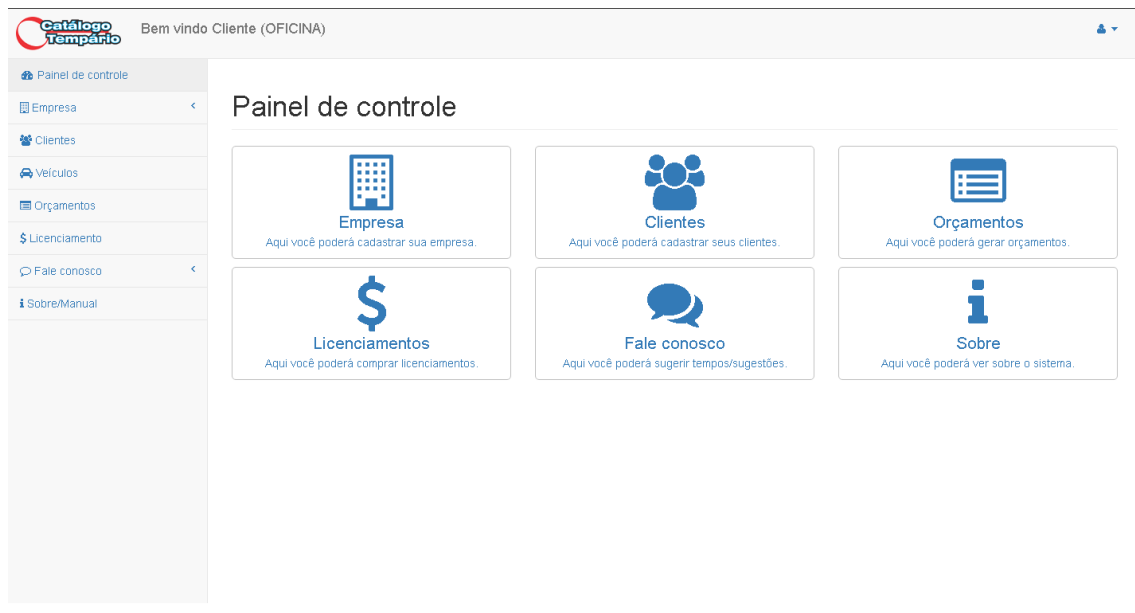 Catálogo
Tempário
Bem vindo Cliente (OFICINA)
Painel de controle
Empresa
Clientes
Veículos
Orçamentos
Licenciamento
Fale conosco
Sobre/Manual
Painel de controle
Empresa
Aqui você poderá cadastrar sua empresa.
Clientes
Aqui você poderá cadastrar seus clientes.
Orçamentos
Aqui você poderá gerar orçamentos.
Licenciamentos
Aqui você poderá comprar licenciamentos.
Fale conosco
Aqui você poderá sugerir tempos/sugestões.
Sobre
Aqui você poderá ver sobre o sistema.